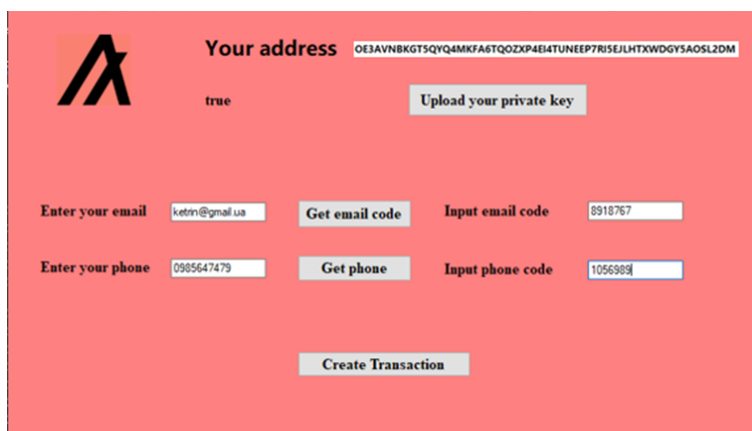 Your address OE3AVNBKGT5QYQ4MKFA6TQOZXP4EI4TUNEEP7RI5EJLHTXWDGY5AOSL2DM
true Upload your private key
Enter your email ketrin@gmail.ua Get email code Input email code 8918767
Enter your phone 0985647479 Get phone Input phone code 1056989
Create Transaction